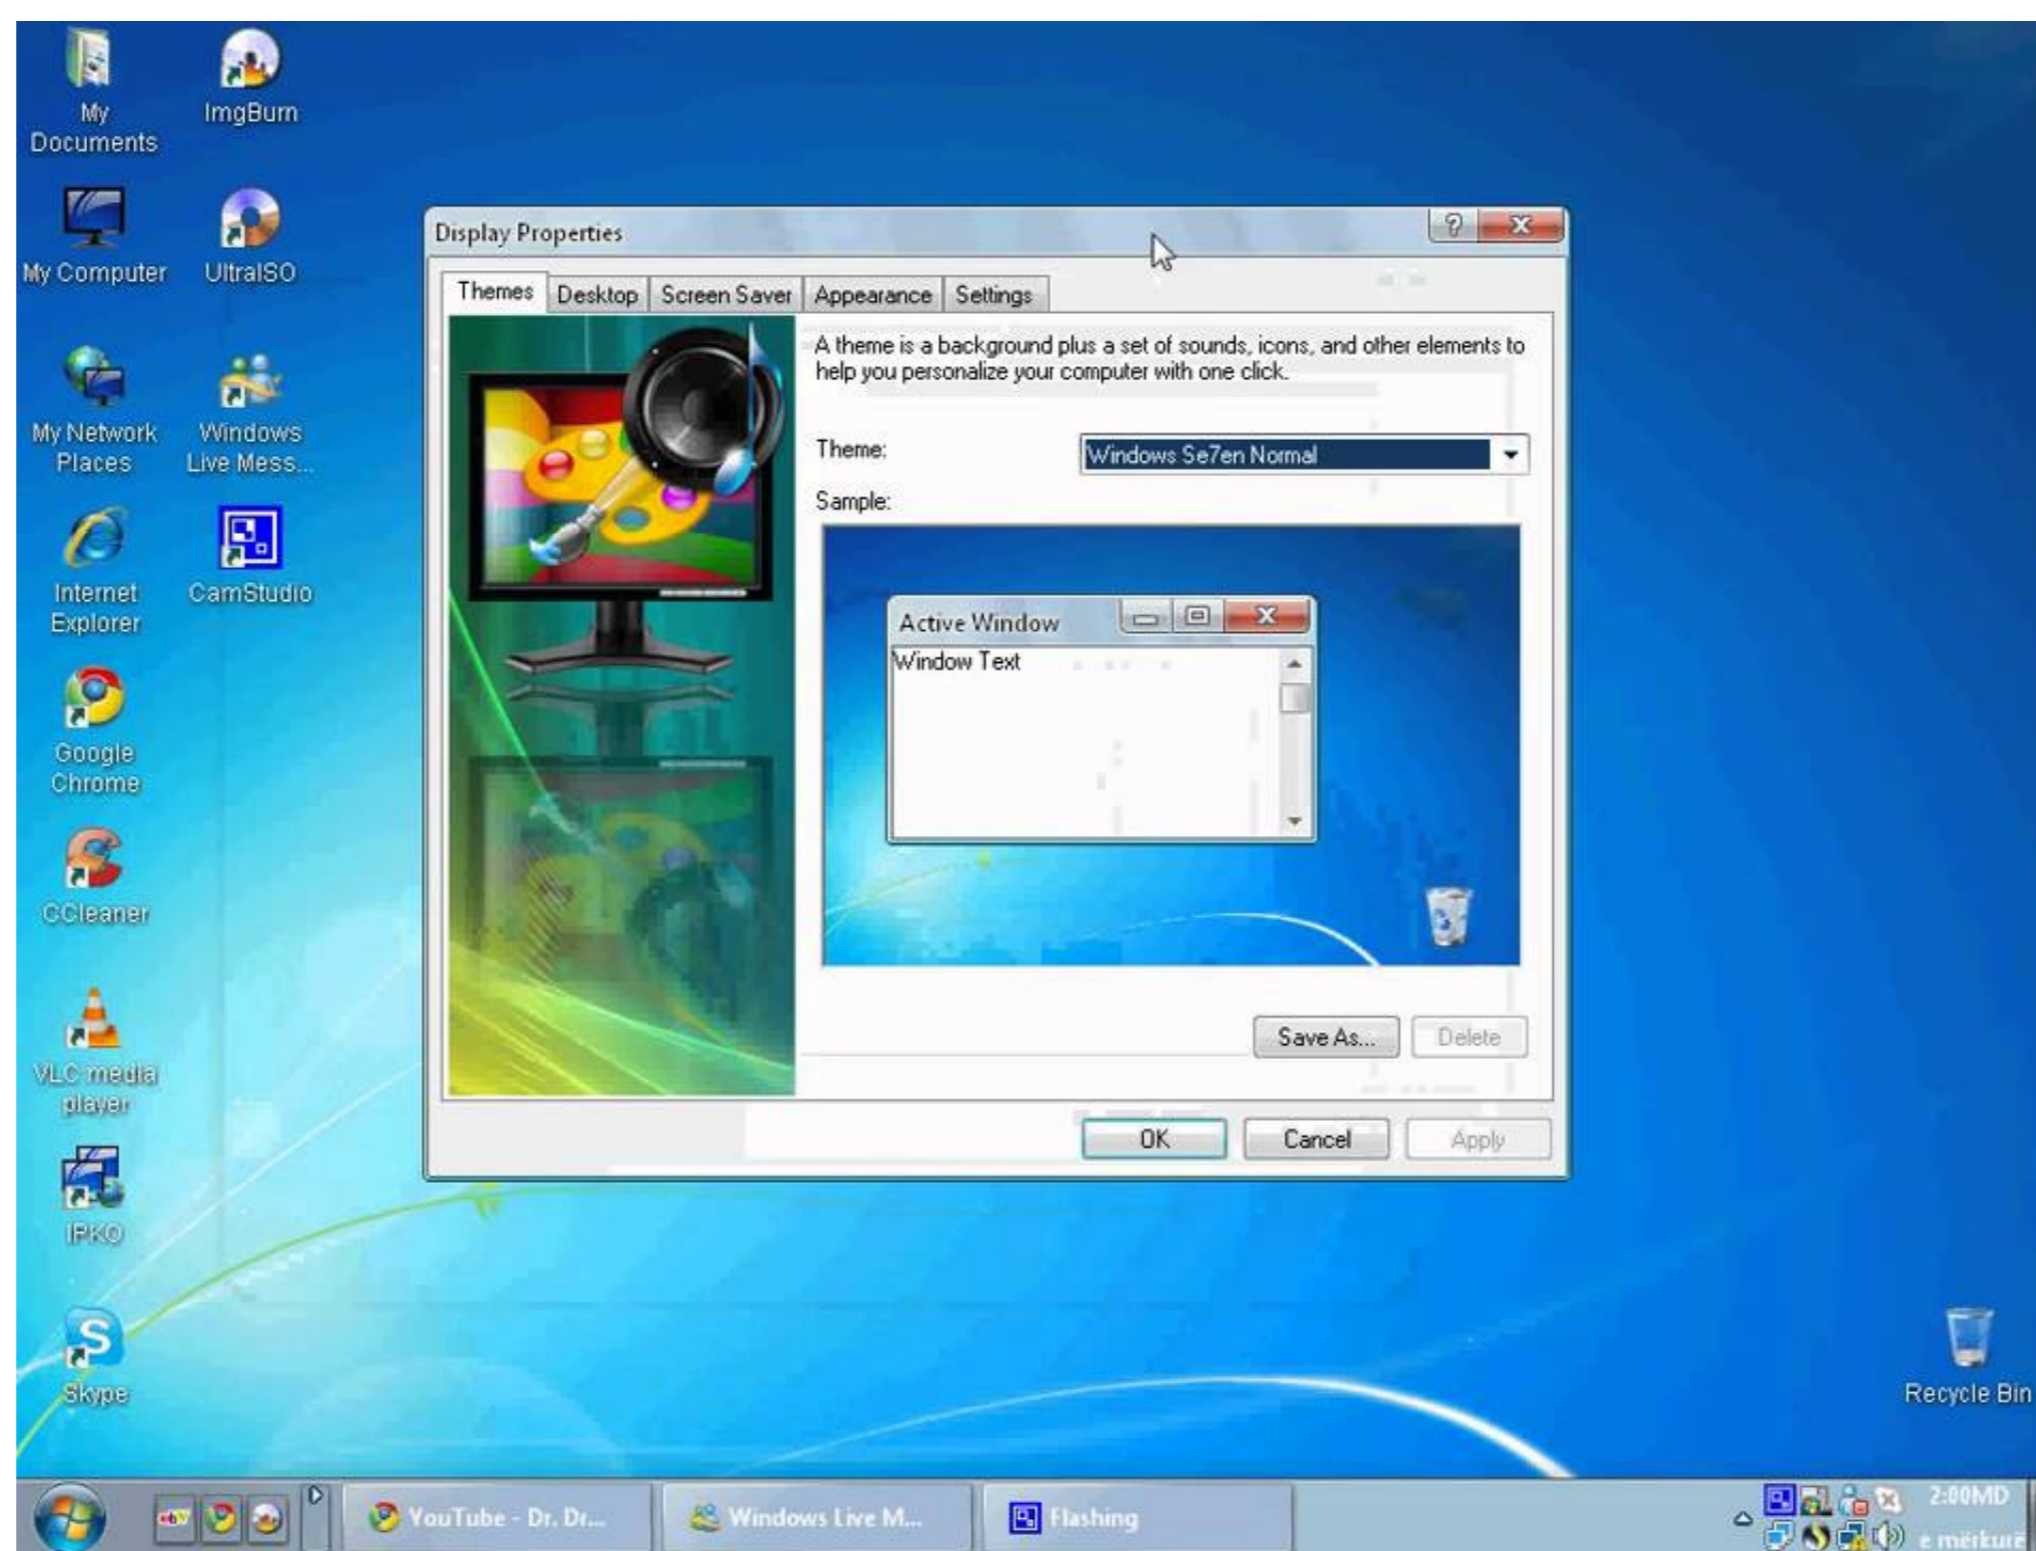 My
Documents
ImgBurn
My Computer
UltraISO
My Network
Places
Windows
Live Mess...
Internet
Explorer
CamStudio
Google
Chrome
CCleaner
VLC media
player
IPKO
Skype
Display Properties
?
Themes
Desktop
Screen Saver
Appearance
Settings
A theme is a background plus a set of sounds, icons, and other elements to
help you personalize your computer with one click.
Theme:
Windows Se7en Normal
Sample:
Active Window
Window Text
Save As...
Delete
OK
Cancel
Apply
Recycle Bin
YouTube - Dr. Dr...
Windows Live M...
Flashing
2:00MD
e mërkurë